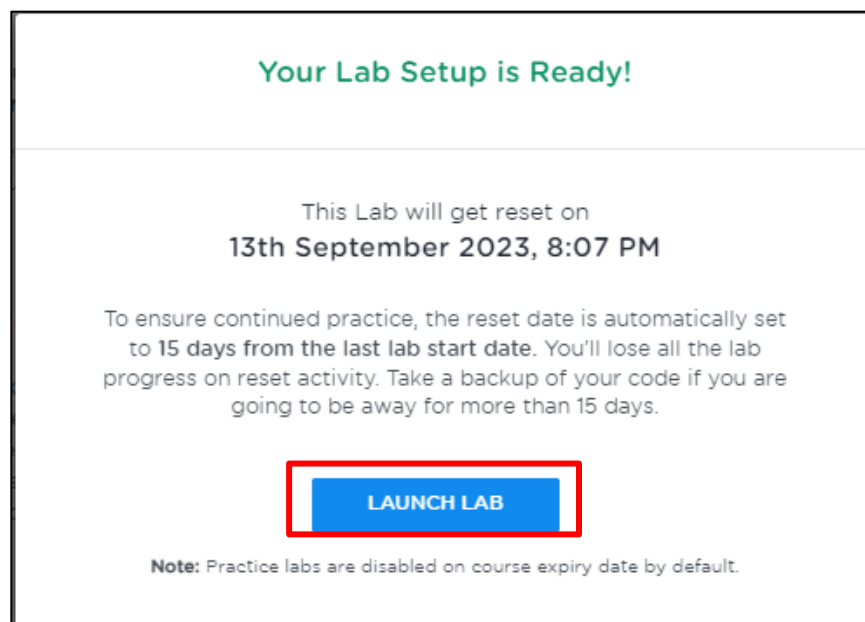 Your Lab Setup is Ready!
This Lab will get reset on
13th September 2023, 8:07 PM
To ensure continued practice, the reset date is automatically set
to 15 days from the last lab start date. You'll lose all the lab
progress on reset activity. Take a backup of your code if you are
going to be away for more than 15 days.
LAUNCH LAB
Note: Practice labs are disabled on course expiry date by default.